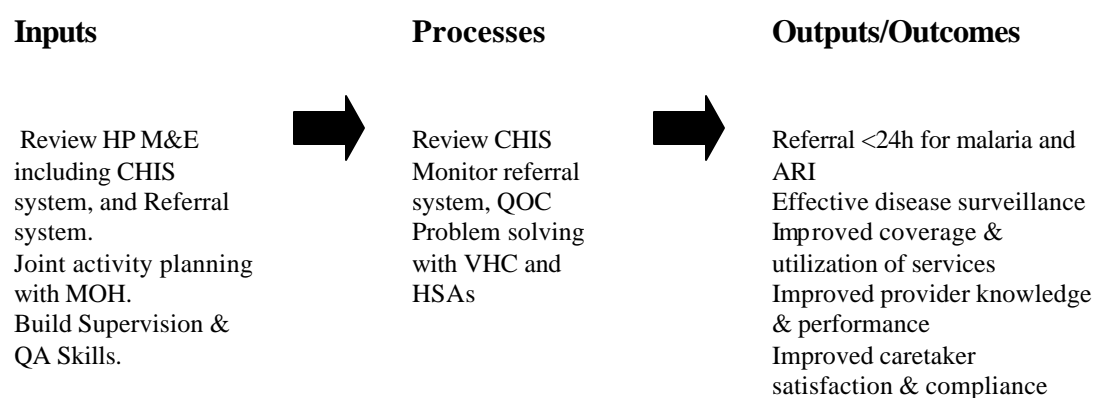 Inputs
Processes
Outputs/Outcomes
Review HP M&E
including CHIS
system, and Referral
system.
Joint activity planning
with MOH.
Build Supervision &
QA Skills.
Review CHIS
Monitor referral
system, QOC
Problem solving
with VHC and
HSAs
Referral <24h for malaria and
ARI
Effective disease surveillance
Improved coverage &
utilization of services
Improved provider knowledge
& performance
Improved caretaker
satisfaction & compliance